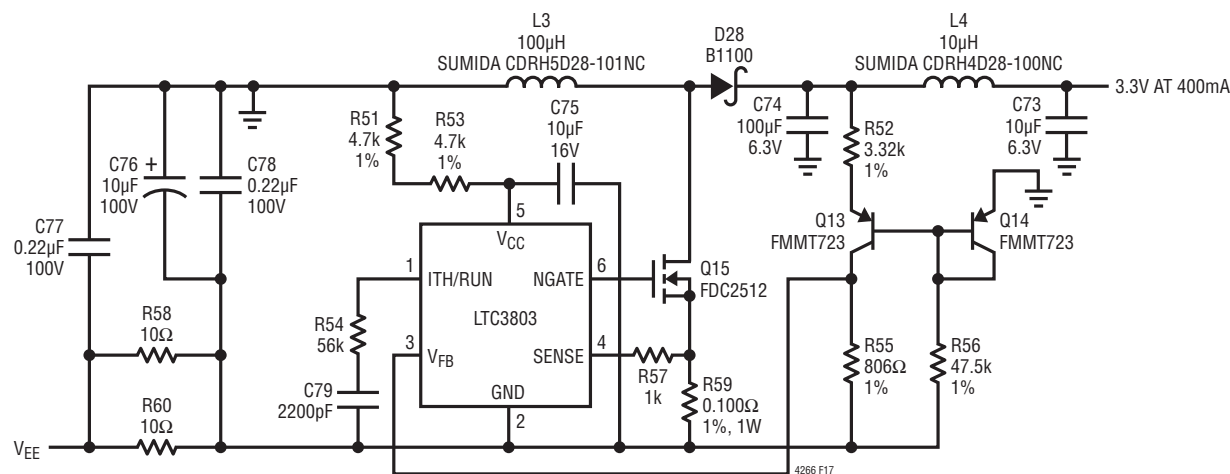 L3
100µH
SUMIDA CDRH5D28-101NC
D28
B1100
L4
10µH
SUMIDA CDRH4D28-100NC
3.3V AT 400mA
C74
100µF
6.3V
C73
10µF
6.3V
R51
4.7k
1%
R53
4.7k
1%
C75
10µF
16V
R52
3.32k
1%
C76
10µF
100V
+
C78
0.22µF
100V
C77
0.22µF
100V
5
VCC
1
ITH/RUN
NGATE
6
LTC3803
3
VFB
SENSE
4
GND
2
Q15
FDC2512
Q13
FMMT723
Q14
FMMT723
R54
56k
C79
2200pF
R57
1k
R59
0.100Ω
1%, 1W
R55
806Ω
1%
R56
47.5k
1%
R58
10Ω
R60
10Ω
VEE
4266 F17